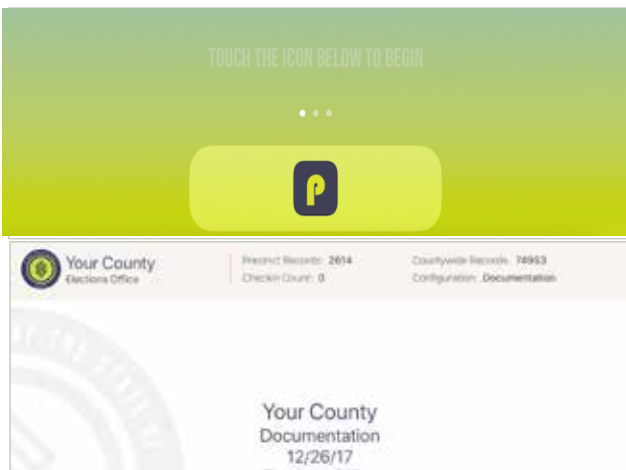 TOUCH THE ICON BELOW TO BEGIN
P
Your County
Elections Office
Precinct Records: 2614
Checkin Count: 0
Countywide Records: 74953
Configuration: Documentation
Your County
Documentation
12/26/17